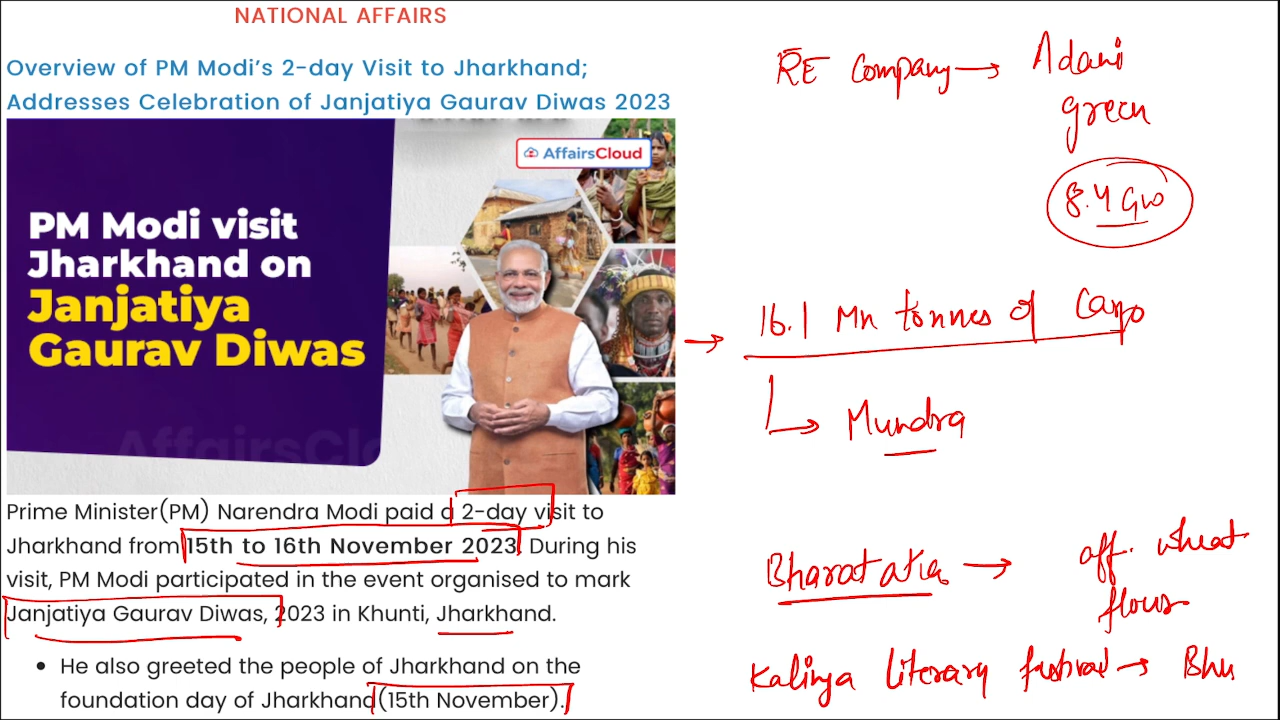 NATIONAL AFFAIRS
Overview of PM Modi's 2-day Visit to Jharkhand;
Addresses Celebration of Janjatiya Gaurav Diwas 2023
AffairsCloud
PM Modi visit
Jharkhand on
Janjatiya
Gaurav Diwas
AffairsClo
Prime Minister(PM) Narendra Modi paid a 2-day visit to
Jharkhand from 15th to 16th November 2023. During his
visit, PM Modi participated in the event organised to mark
Janjatiya Gaurav Diwas, 2023 in Khunti, Jharkhand.
• He also greeted the people of Jharkhand on the
foundation day of Jharkhand(15th November).
RE Company → Adani
green
8.4 GW
→ 16.1 Mn tonnes of Cargo
→ Mundra
Bharat atta → aff. wheat
flour
Kalinga literary festival → Bhu